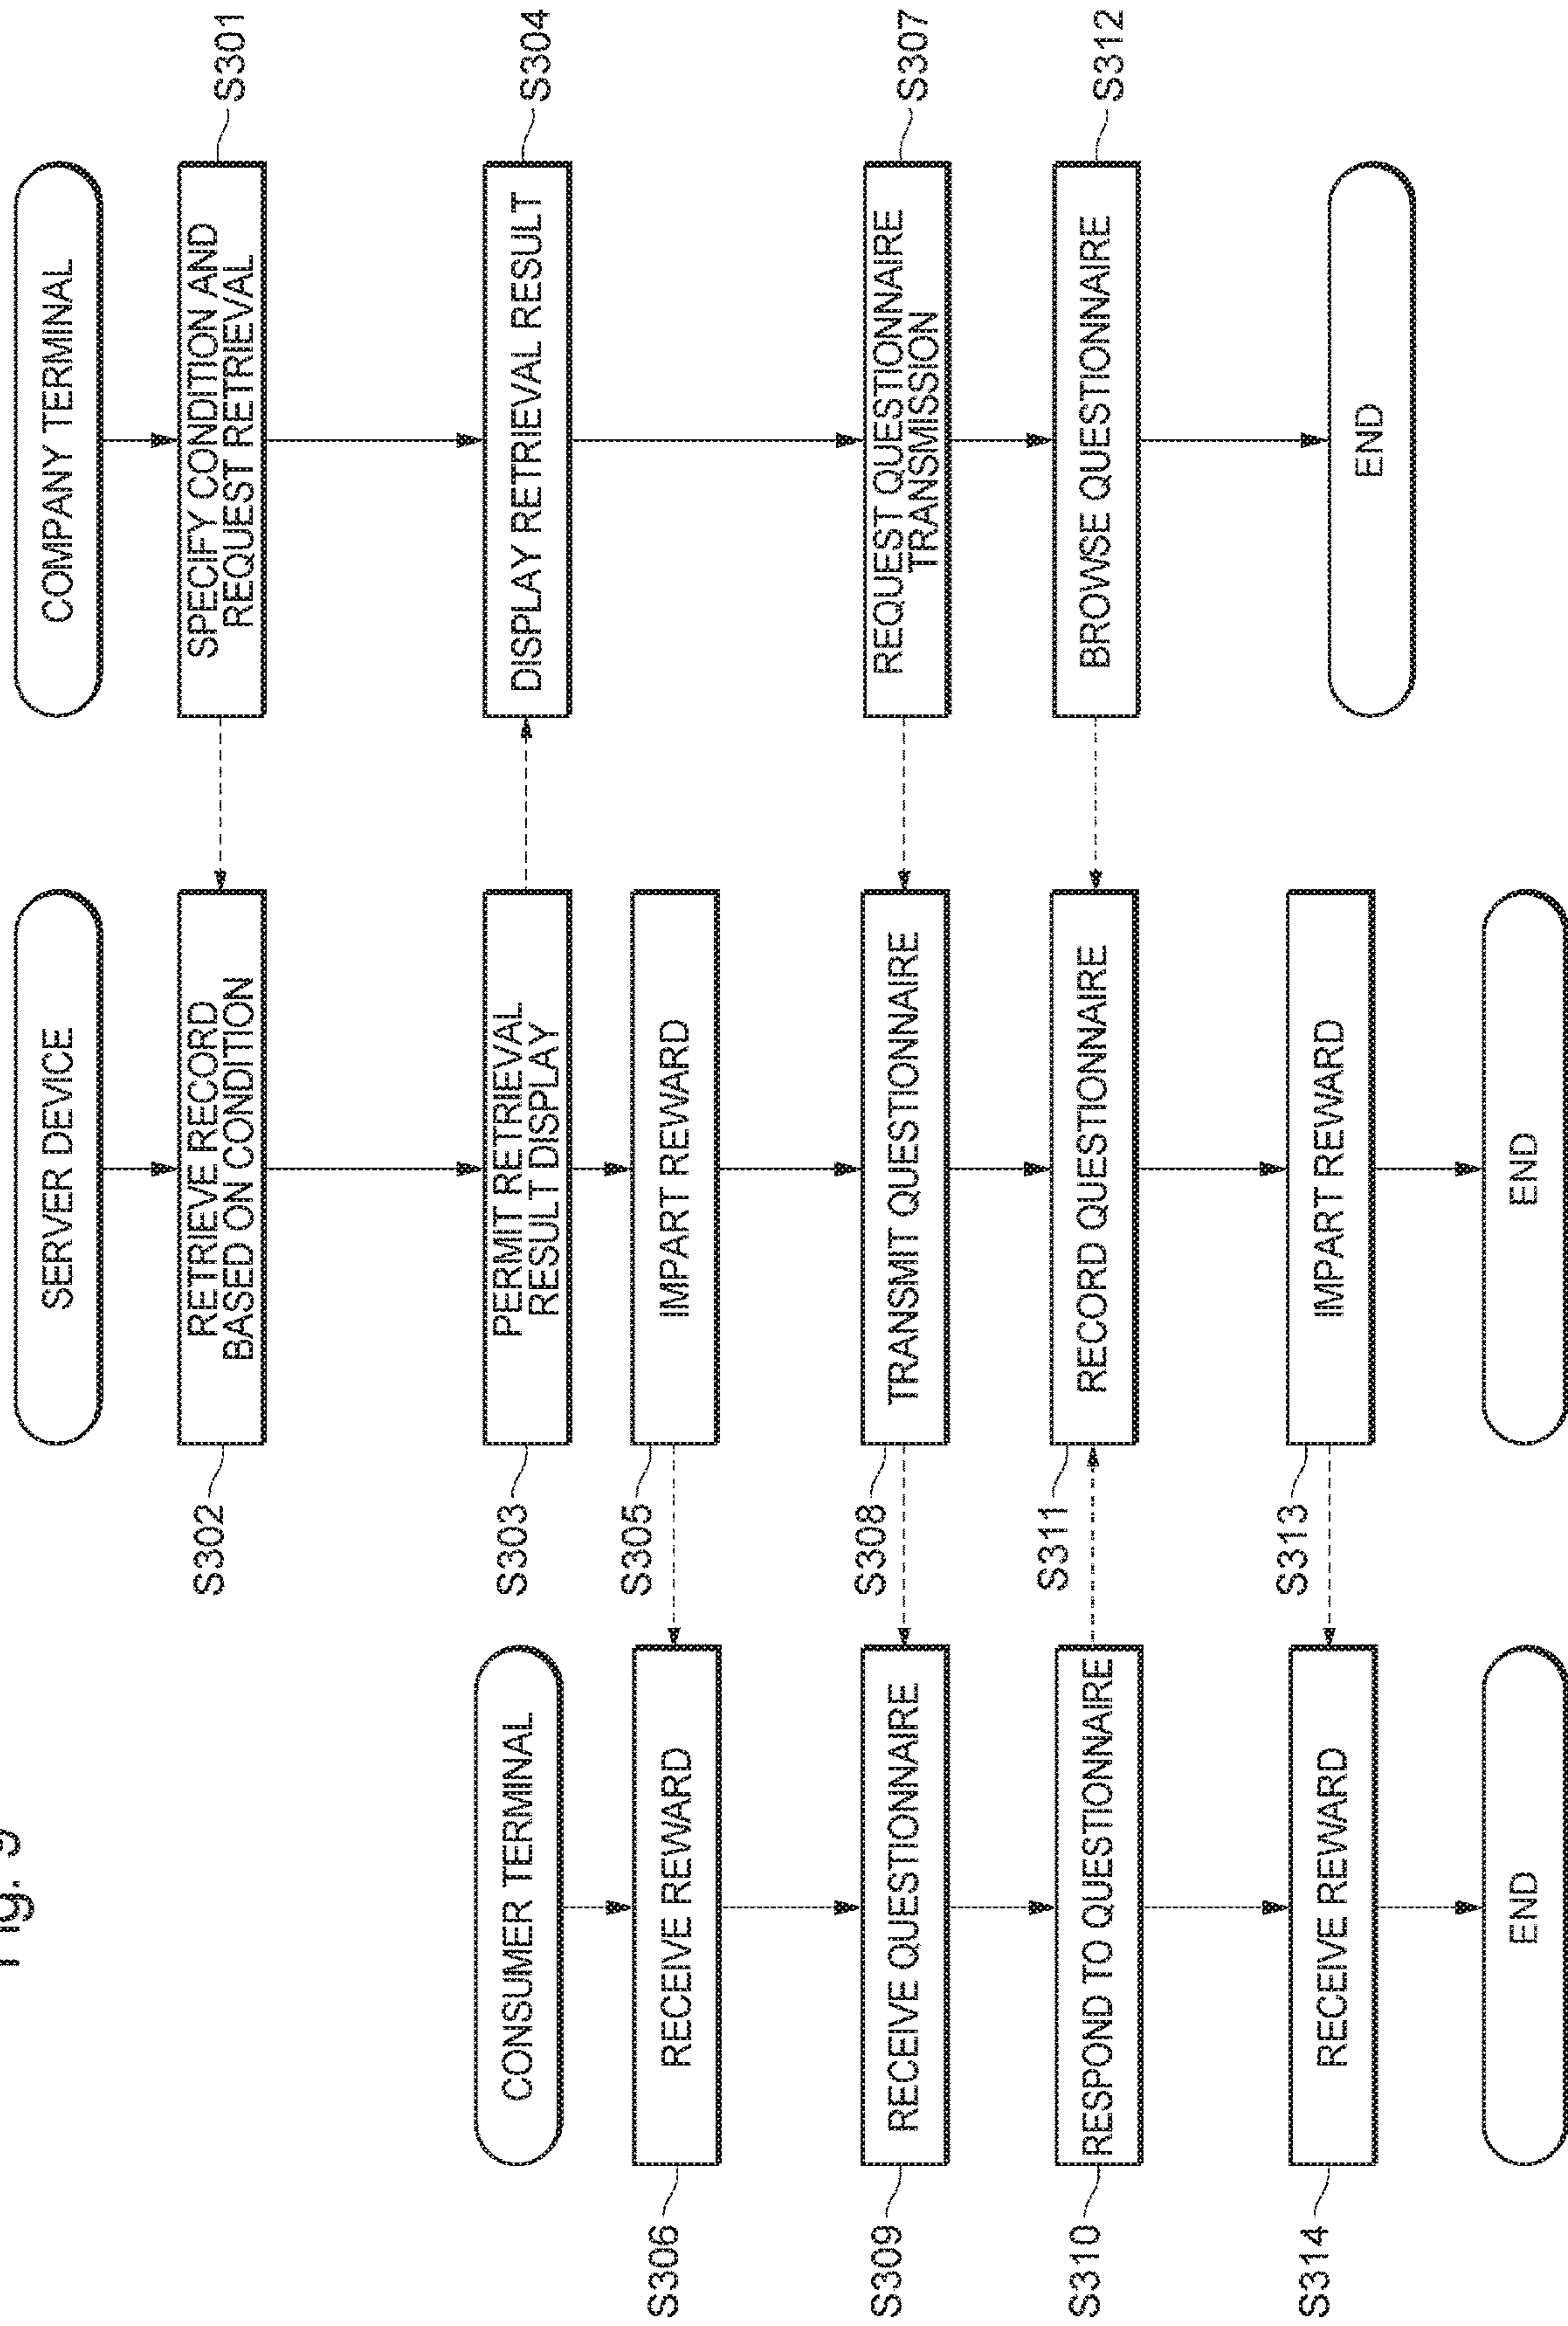 Fig. 9
CONSUMER TERMINAL
S306
RECEIVE REWARD
S309
RECEIVE QUESTIONNAIRE
S310
RESPOND TO QUESTIONNAIRE
S314
RECEIVE REWARD
END
SERVER DEVICE
S302
RETRIEVE RECORD
BASED ON CONDITION
S303
PERMIT RETRIEVAL
RESULT DISPLAY
S305
IMPART REWARD
S308
TRANSMIT QUESTIONNAIRE
S311
RECORD QUESTIONNAIRE
S313
IMPART REWARD
END
COMPANY TERMINAL
SPECIFY CONDITION AND
REQUEST RETRIEVAL
S301
DISPLAY RETRIEVAL RESULT
S304
REQUEST QUESTIONNAIRE
TRANSMISSION
S307
BROWSE QUESTIONNAIRE
S312
END